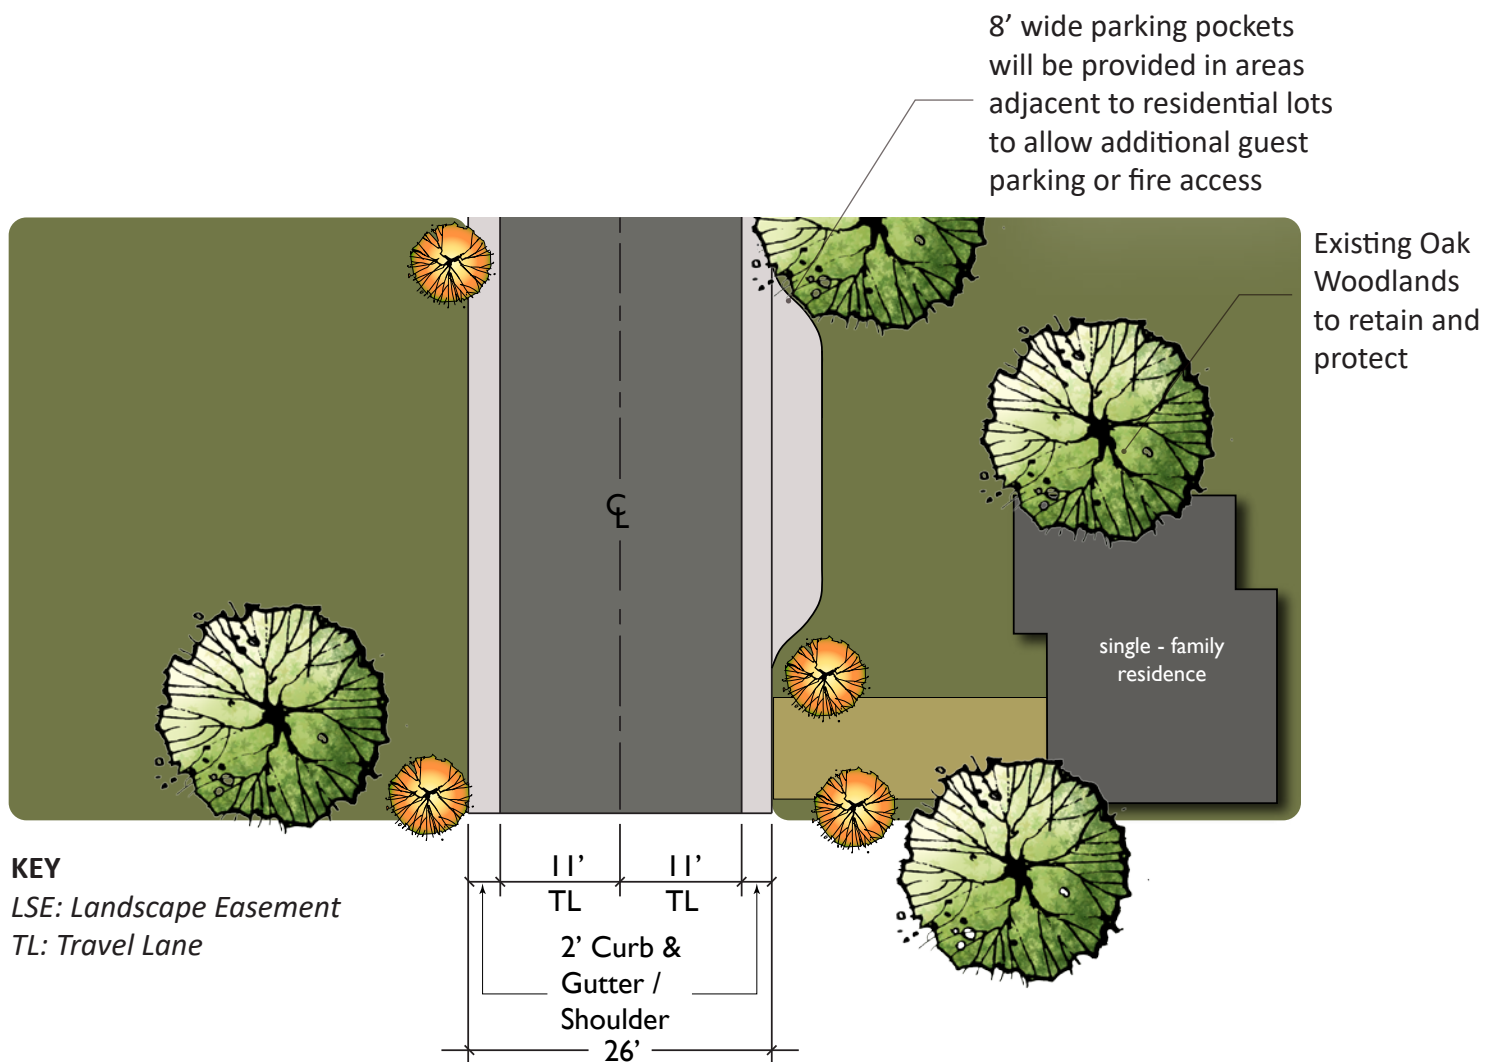 8’ wide parking pockets
will be provided in areas
adjacent to residential lots
to allow additional guest
parking or fire access
Existing Oak
Woodlands
to retain and
protect
℄
single - family
residence
KEY
LSE: Landscape Easement
TL: Travel Lane
11’ 11’
TL TL
2’ Curb &
Gutter /
Shoulder
26’